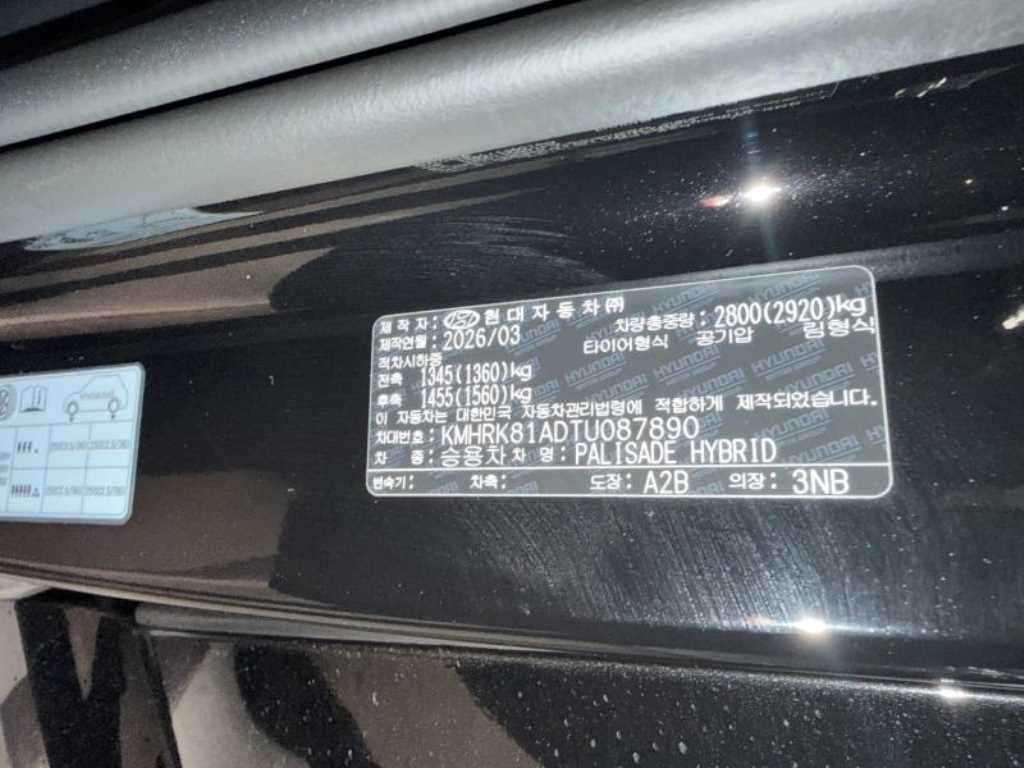 제작자: 현대자동차㈜
제작연월: 2026/03
차량총중량: 2800(2920)kg
타이어형식 공기압 림형식
적차시하중
전축 1345(1360)kg
후축 1455(1560)kg
이 자동차는 대한민국 자동차관리법령에 적합하게 제작되었습니다.
차대번호: KMHRK81ADTU087890
차 종: 승용차 차 명: PALISADE HYBRID
변속기: 차축: 도장: A2B 의장: 3NB
HYUNDAI